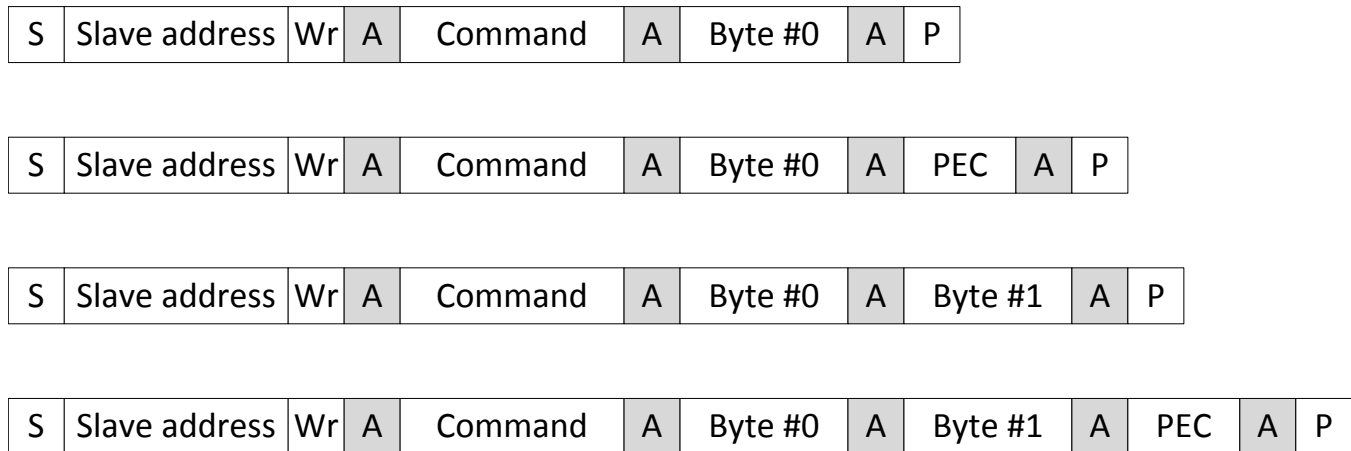 S Slave address Wr A Command A Byte #0 A P
S Slave address Wr A Command A Byte #0 A PEC A P
S Slave address Wr A Command A Byte #0 A Byte #1 A P
S Slave address Wr A Command A Byte #0 A Byte #1 A PEC A P